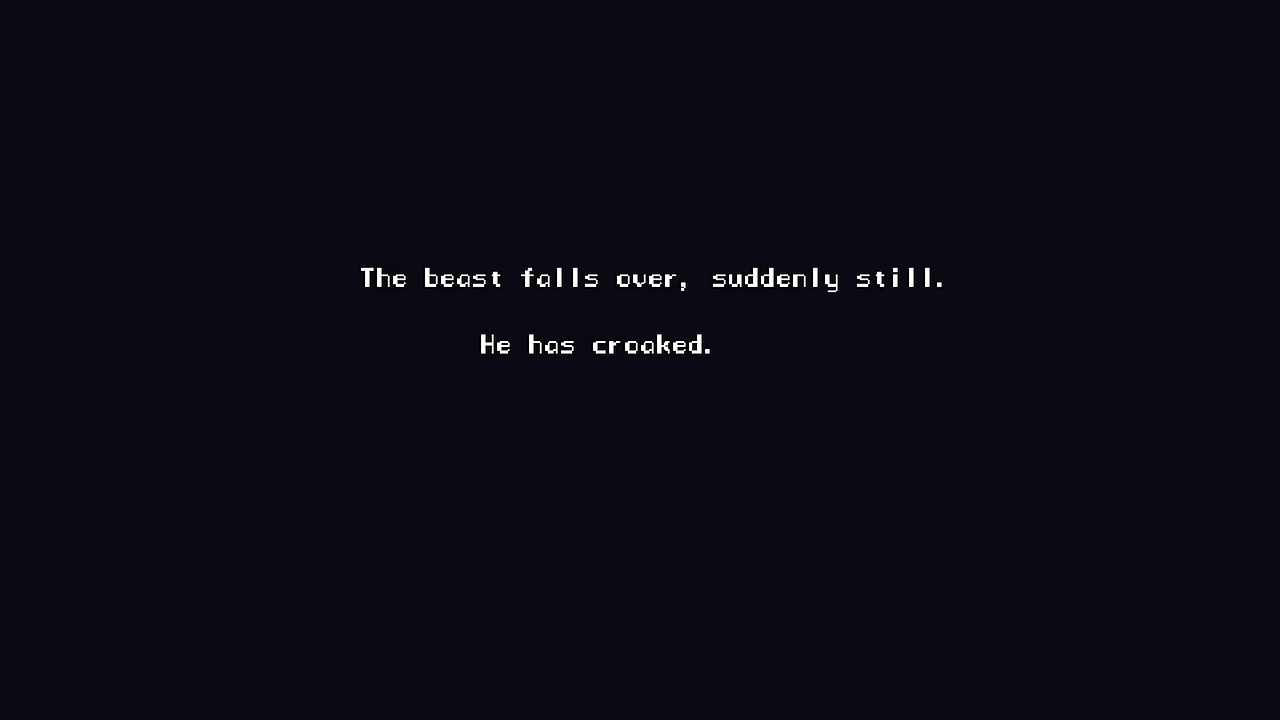 The beast falls over, suddenly still.
He has croaked.